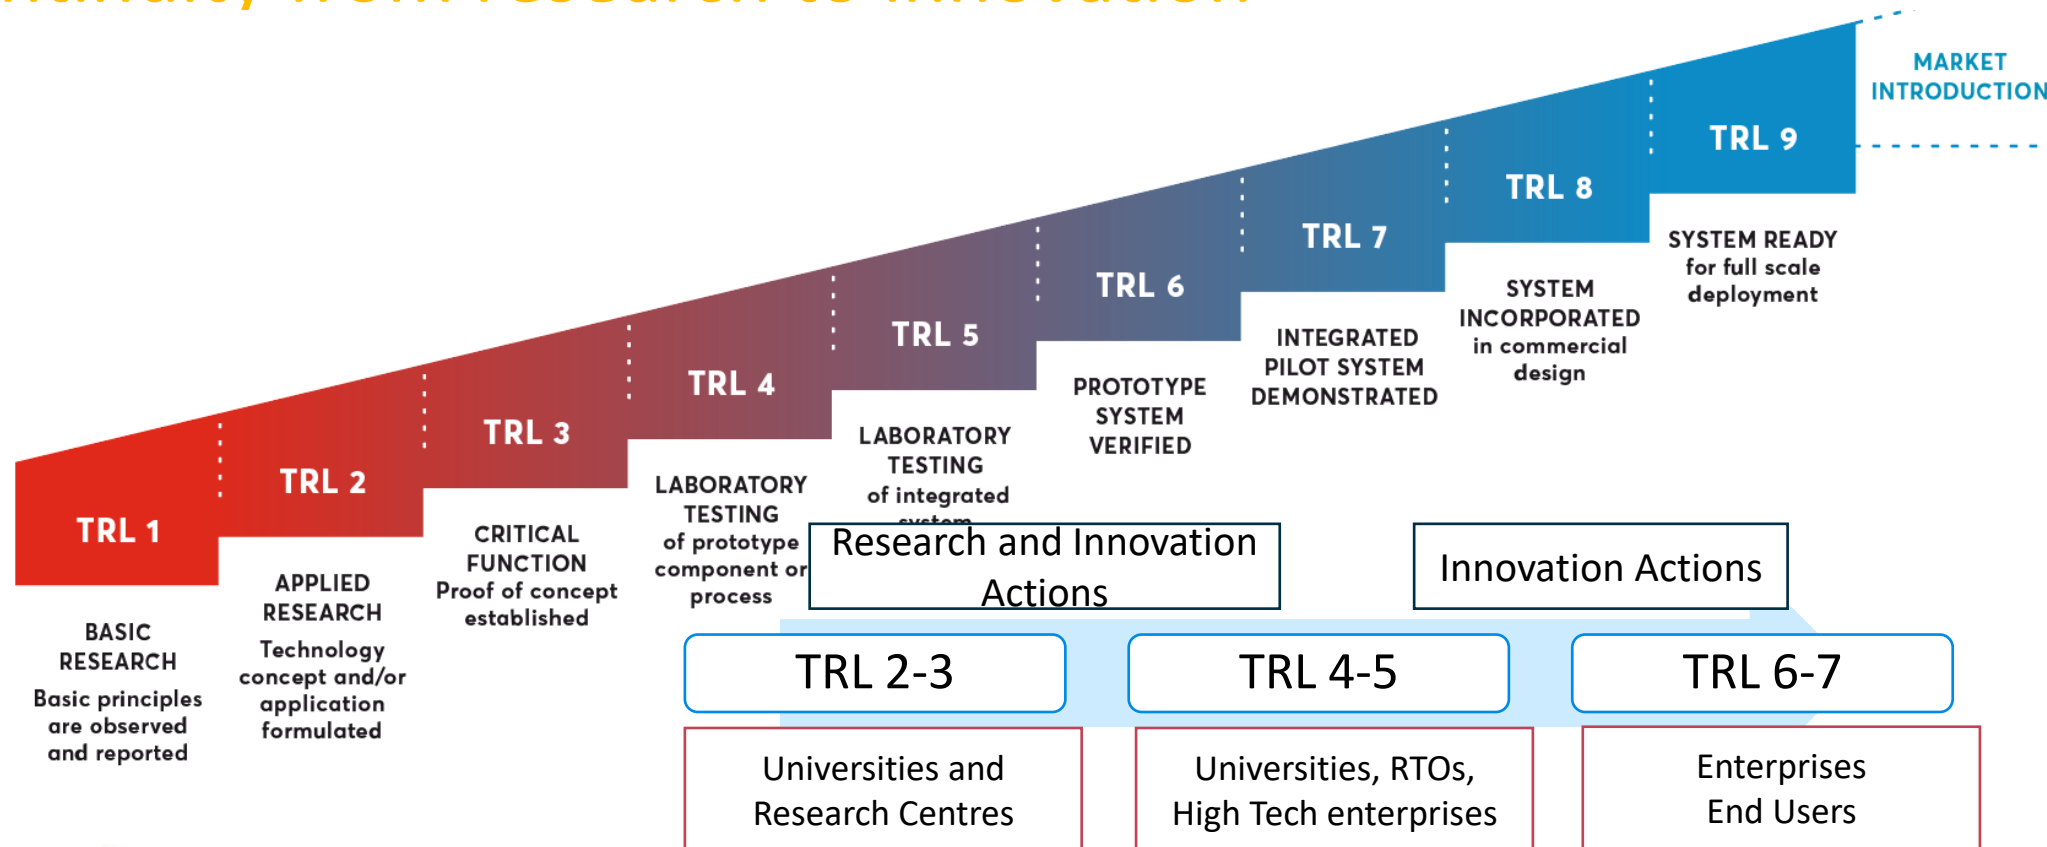 from research to innovation
MARKET
INTRODUCTION
TRL 9
TRL 8
TRL 7
TRL 6
TRL 5
TRL 4
TRL 3
TRL 2
TRL 1
SYSTEM READY
for full scale
deployment
SYSTEM
INCORPORATED
in commercial
design
INTEGRATED
PILOT SYSTEM
DEMONSTRATED
PROTOTYPE
SYSTEM
VERIFIED
LABORATORY
TESTING
of integrated
system
LABORATORY
TESTING
of prototype
component or
process
CRITICAL
FUNCTION
Proof of concept
established
APPLIED
RESEARCH
Technology
concept and/or
application
formulated
BASIC
RESEARCH
Basic principles
are observed
and reported
Research and Innovation
Actions
Innovation Actions
TRL 2-3
TRL 4-5
TRL 6-7
Universities and
Research Centres
Universities, RTOs,
High Tech enterprises
Enterprises
End Users